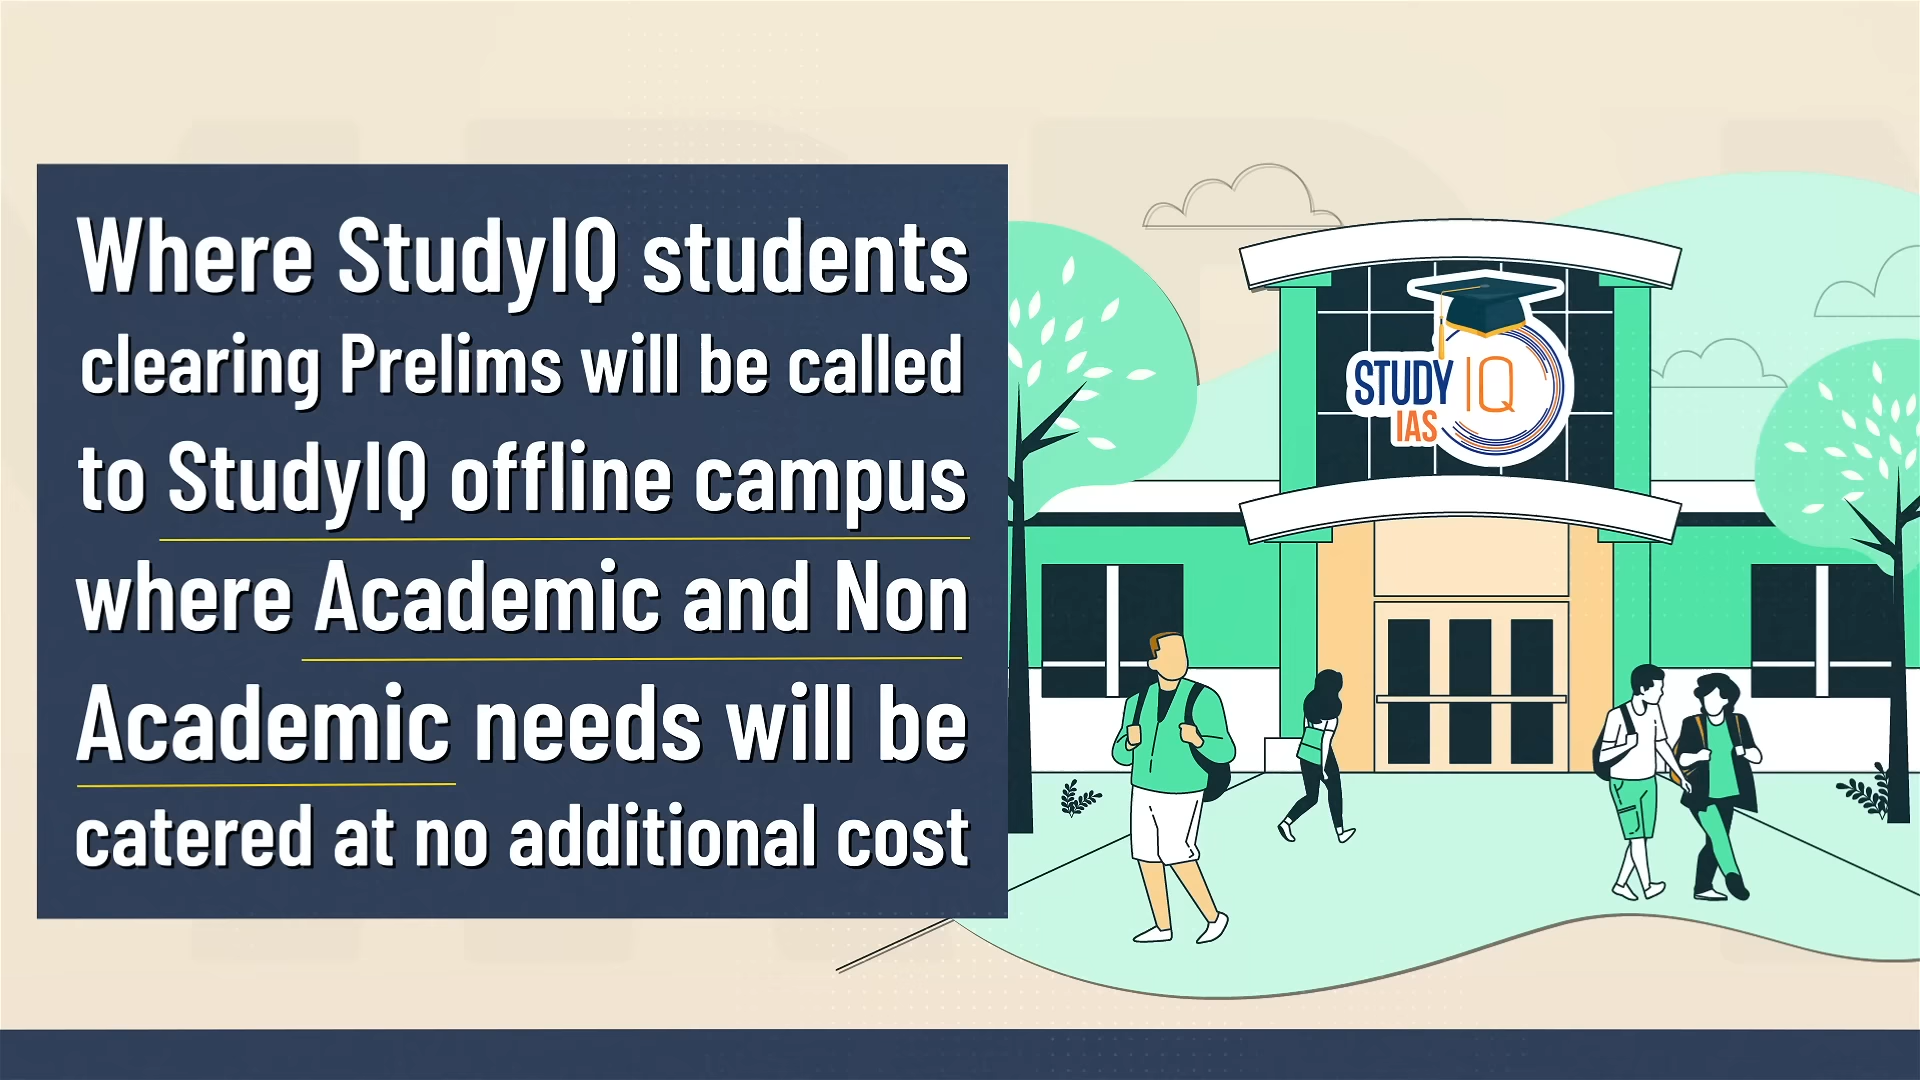 Where StudyIQ students
clearing Prelims will be called
to StudyIQ offline campus
where Academic and Non
Academic needs will be
catered at no additional cost
STUDY IQ
IAS